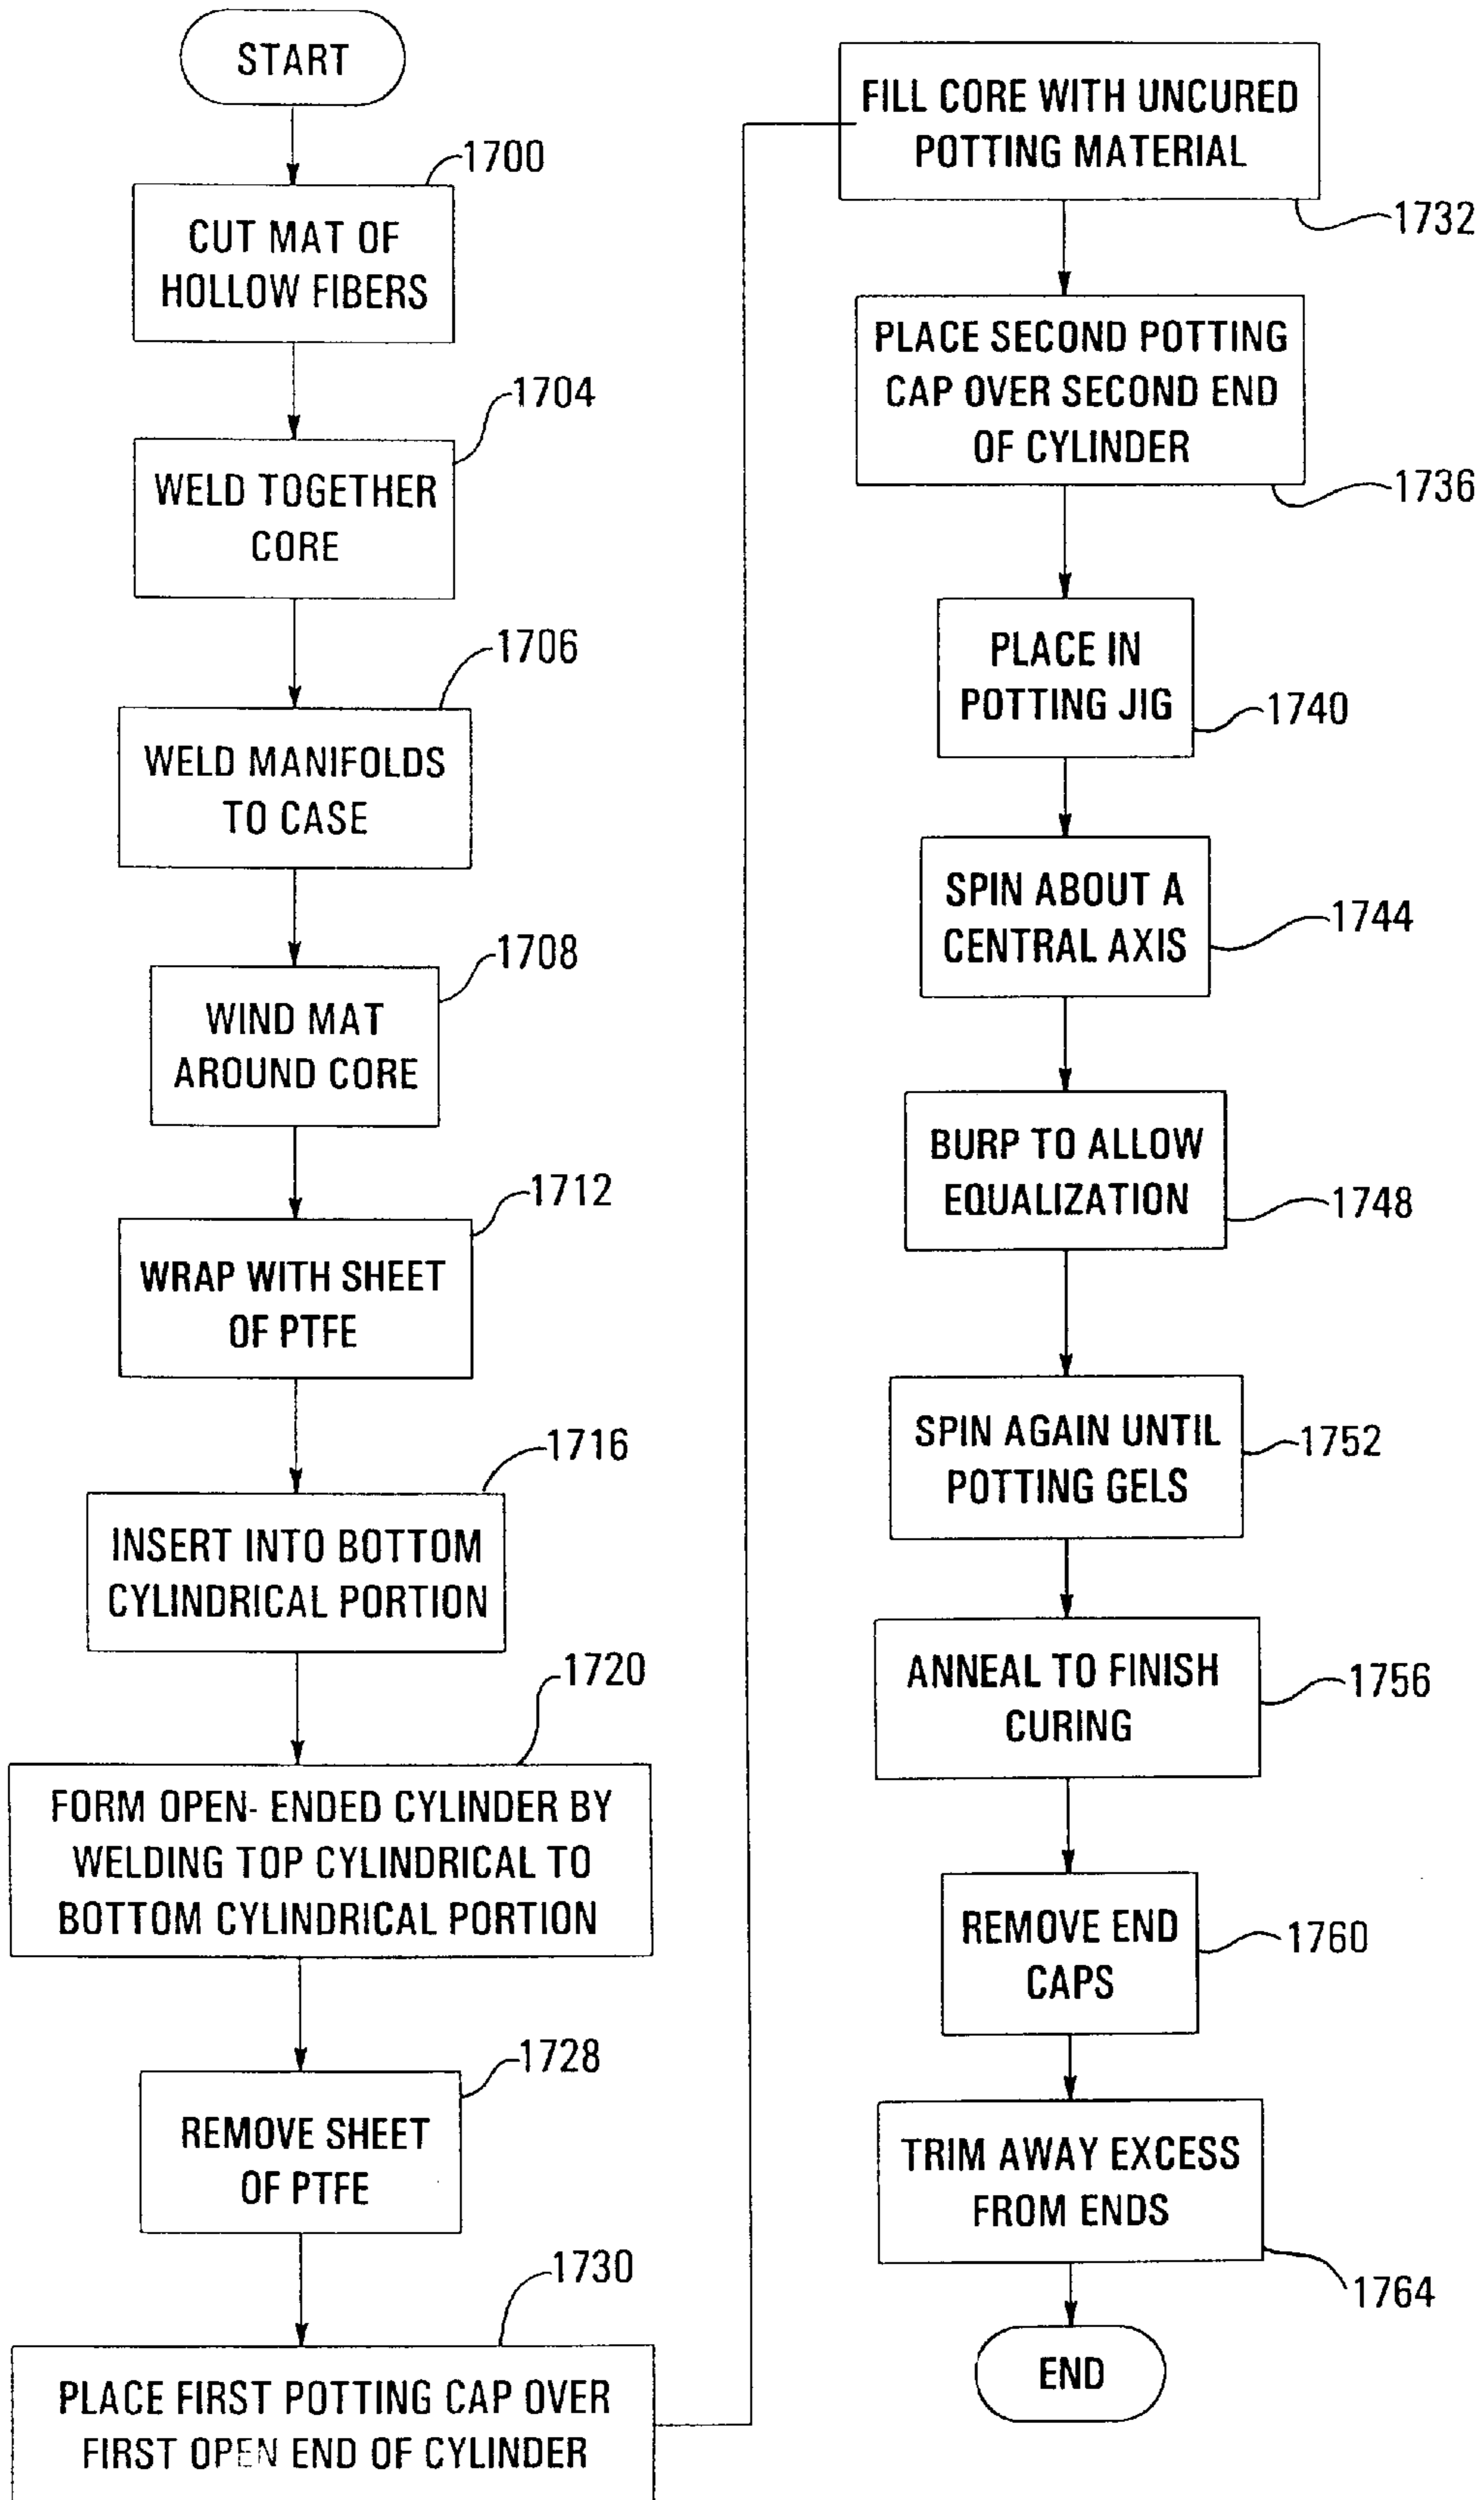 START
1700
CUT MAT OF
HOLLOW FIBERS
1704
WELD TOGETHER
CORE
1706
WELD MANIFOLDS
TO CASE
1708
WIND MAT
AROUND CORE
1712
WRAP WITH SHEET
OF PTFE
1716
INSERT INTO BOTTOM
CYLINDRICAL PORTION
1720
FORM OPEN- ENDED CYLINDER BY
WELDING TOP CYLINDRICAL TO
BOTTOM CYLINDRICAL PORTION
1728
REMOVE SHEET
OF PTFE
1730
PLACE FIRST POTTING CAP OVER
FIRST OPEN END OF CYLINDER
FILL CORE WITH UNCURED
POTTING MATERIAL
1732
PLACE SECOND POTTING
CAP OVER SECOND END
OF CYLINDER
1736
PLACE IN
POTTING JIG
1740
SPIN ABOUT A
CENTRAL AXIS
1744
BURP TO ALLOW
EQUALIZATION
1748
SPIN AGAIN UNTIL
POTTING GELS
1752
ANNEAL TO FINISH
CURING
1756
REMOVE END
CAPS
1760
TRIM AWAY EXCESS
FROM ENDS
1764
END